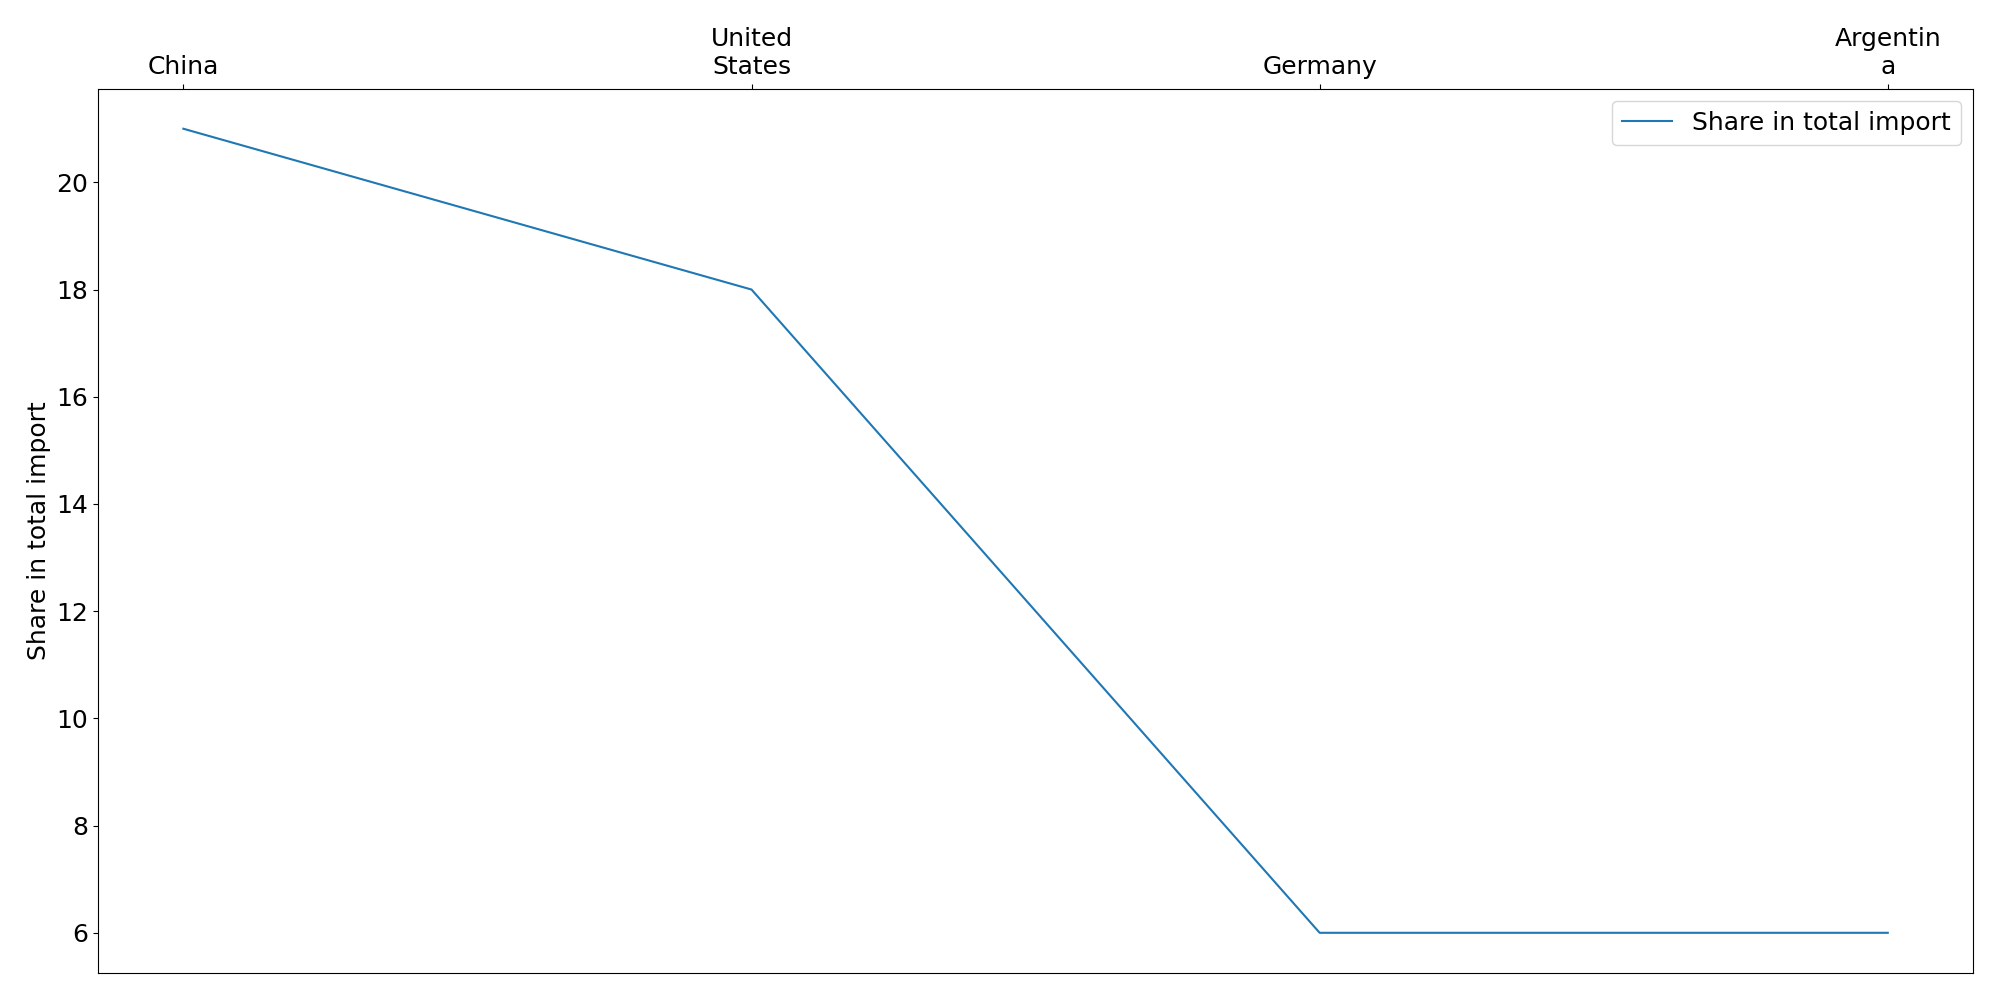 China
United
States
Germany
Argentin
a
Share in total import
20
18
16
14
12
10
8
6
Share in total import